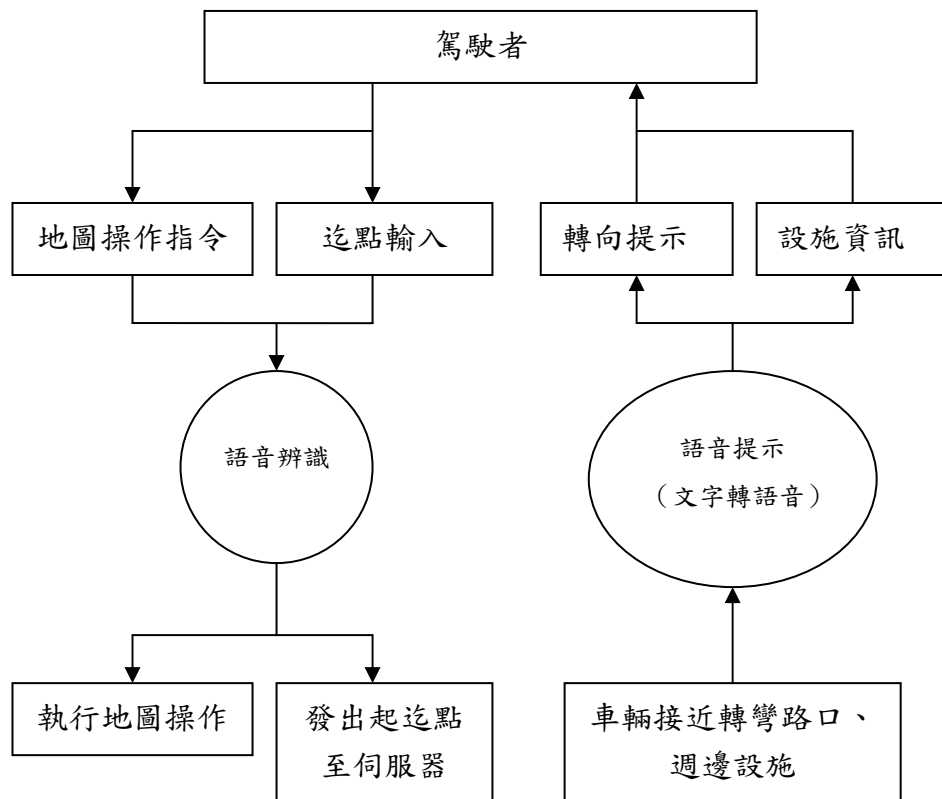 駕駛者
地圖操作指令
迄點輸入
轉向提示
設施資訊
語音辨識
語音提示
（文字轉語音）
執行地圖操作
發出起迄點
至伺服器
車輛接近轉彎路口、
週邊設施